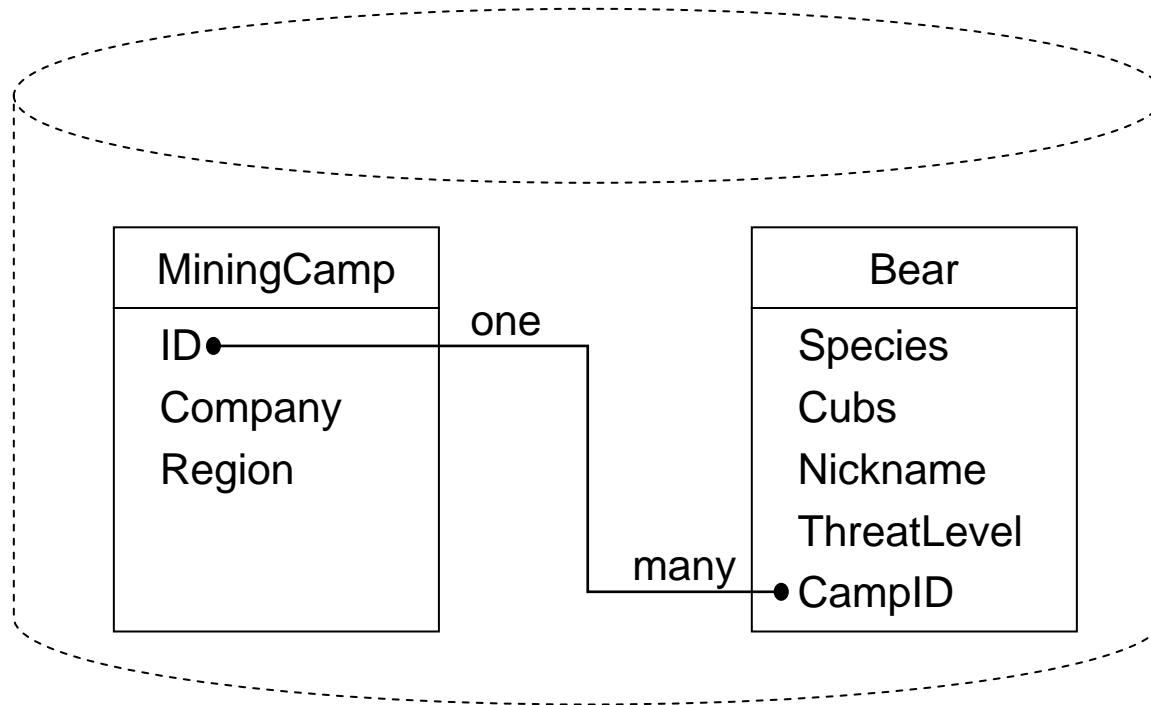 MiningCamp
ID
Company
Region
one
many
Bear
Species
Cubs
Nickname
ThreatLevel
CampID